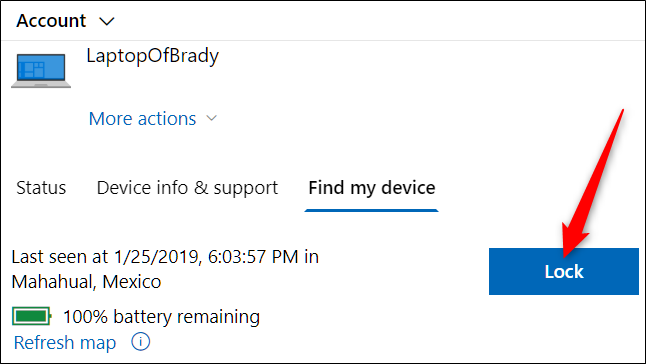 Account
LaptopOfBrady
More actions
Status Device info & support Find my device
Last seen at 1/25/2019, 6:03:57 PM in
Mahahual, Mexico
Lock
100% battery remaining
Refresh map